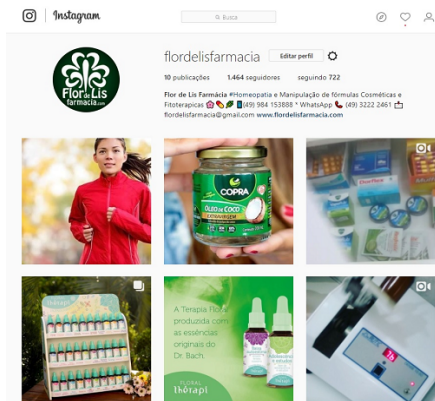 Instagram
Busca
flordelisfarmacia
Editar perfil
10 publicações 1.464 seguidores seguindo 722
Flor de Lis Farmácia #Homeopatia e Manipulação de fórmulas Cosméticas e
Fitoterapicas (49) 984 153888 * WhatsApp (49) 3222 2461
flordelisfarmacia@gmail.com www.flordelisfarmacia.com
Flor de Lis
farmacia.com
COPRA
ÓLEO DE COCO
EXTRAVIRGEM
A Terapia Floral
produzida com
as essências
originais do
Dr. Bach.
FLORAL
thérapi